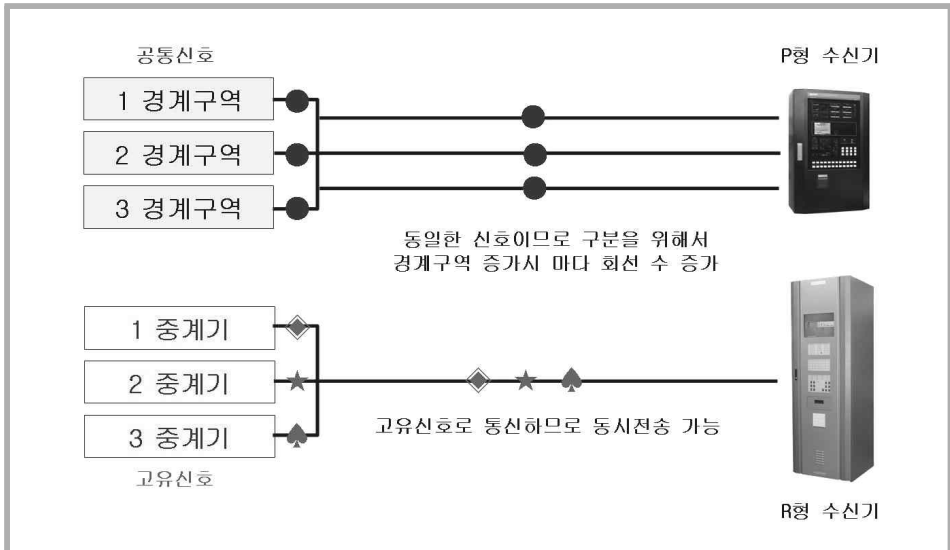 공통신호
P형 수신기
1 경계구역
2 경계구역
3 경계구역
동일한 신호이므로 구분을 위해서
경계구역 증가시 마다 회선 수 증가
1 중계기
2 중계기
3 중계기
고유신호로 통신하므로 동시전송 가능
고유신호
R형 수신기